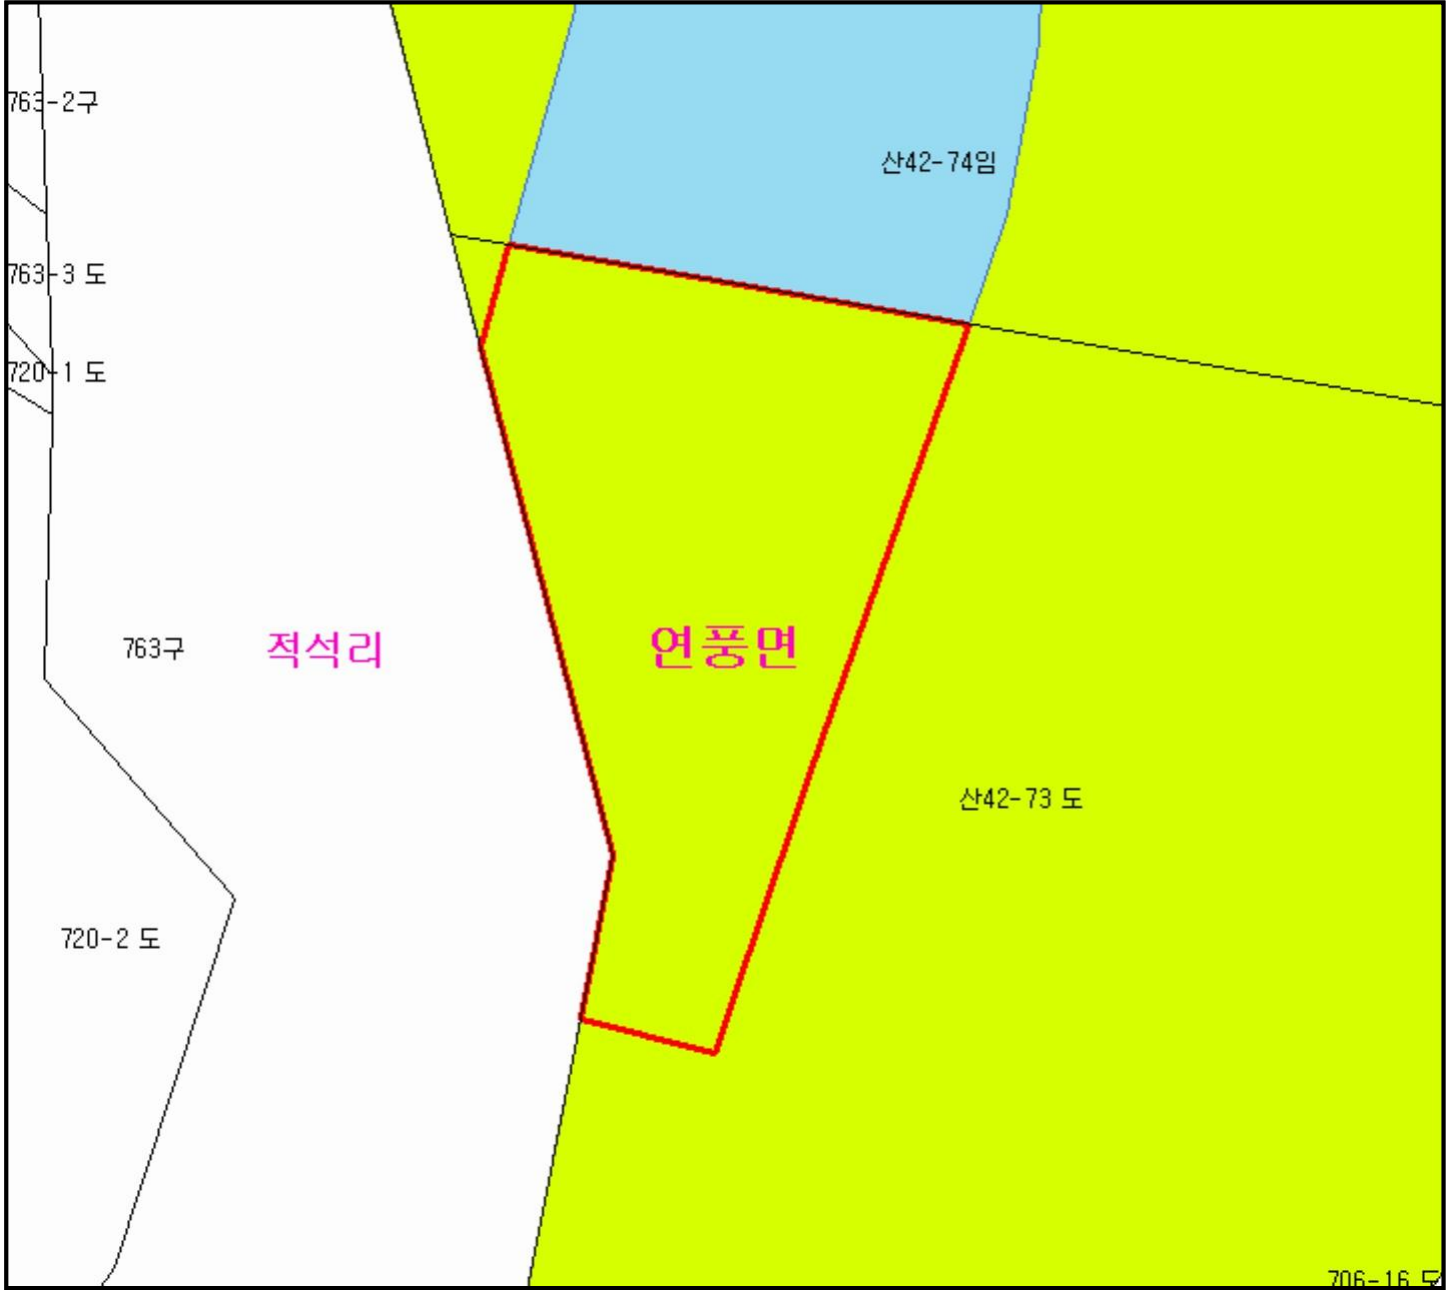 763-2구
산42-74임
763-3 도
720-1 도
763구
적석리
연풍면
산42-73 도
720-2 도
706-16 도